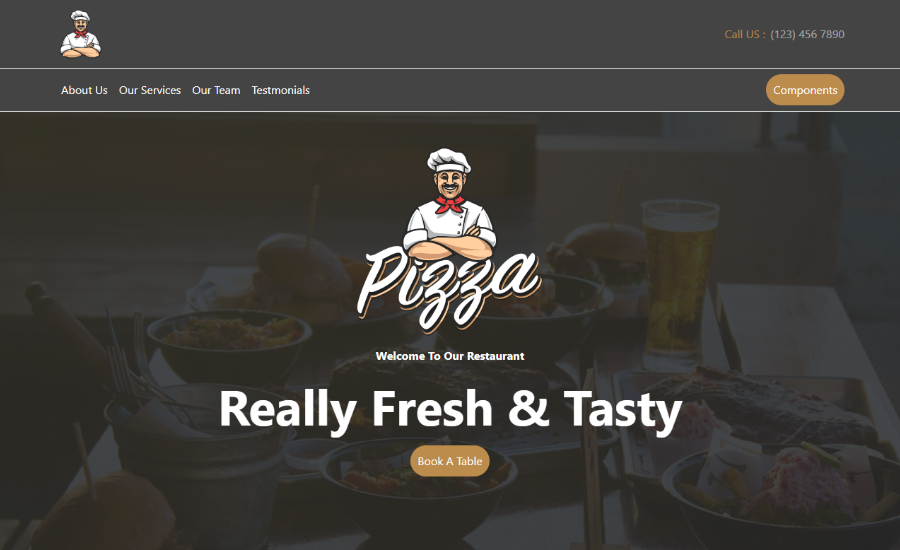 Call US : (123) 456 7890
About Us Our Services Our Team Testmonials Components
Pizza
Welcome To Our Restaurant
Really Fresh & Tasty
Book A Table